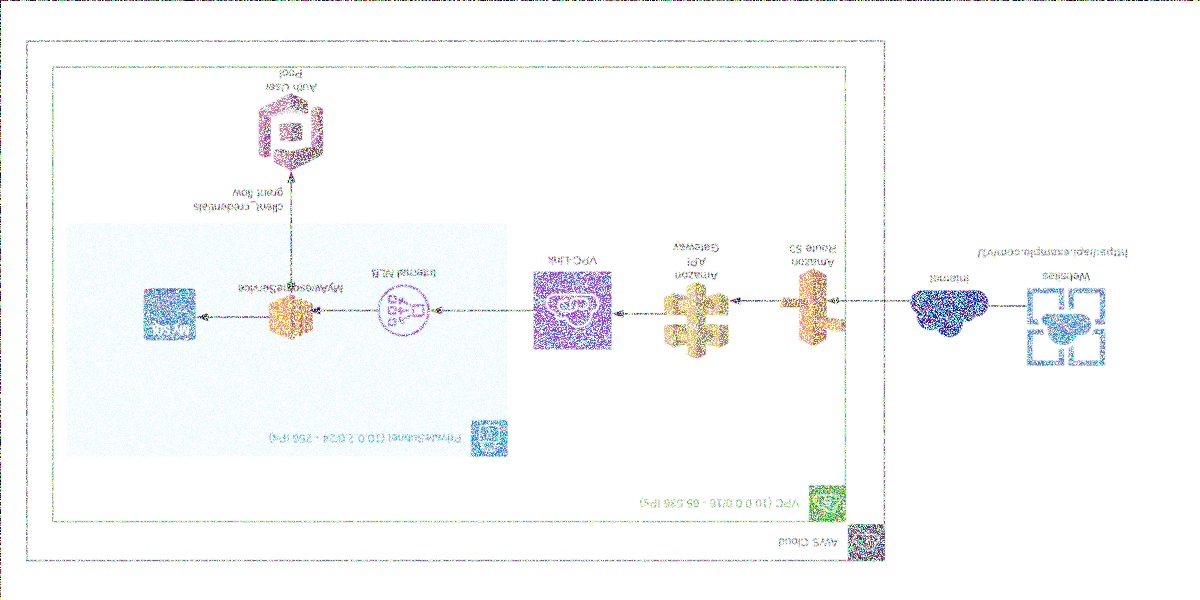 AWS Cloud
VPC (10.0.0.0/16 - 65.536 IPs)
PrivateSubnet (10.0.2.0/24 - 256 IPs)
Websites
https://api.example.com/v1/
Internet
Amazon
Route 53
Amazon
API
Gateway
VPC-Link
Internal NLB
MyAwesomeService
MySQL
client_credentials
grant flow
Auth User
Pool